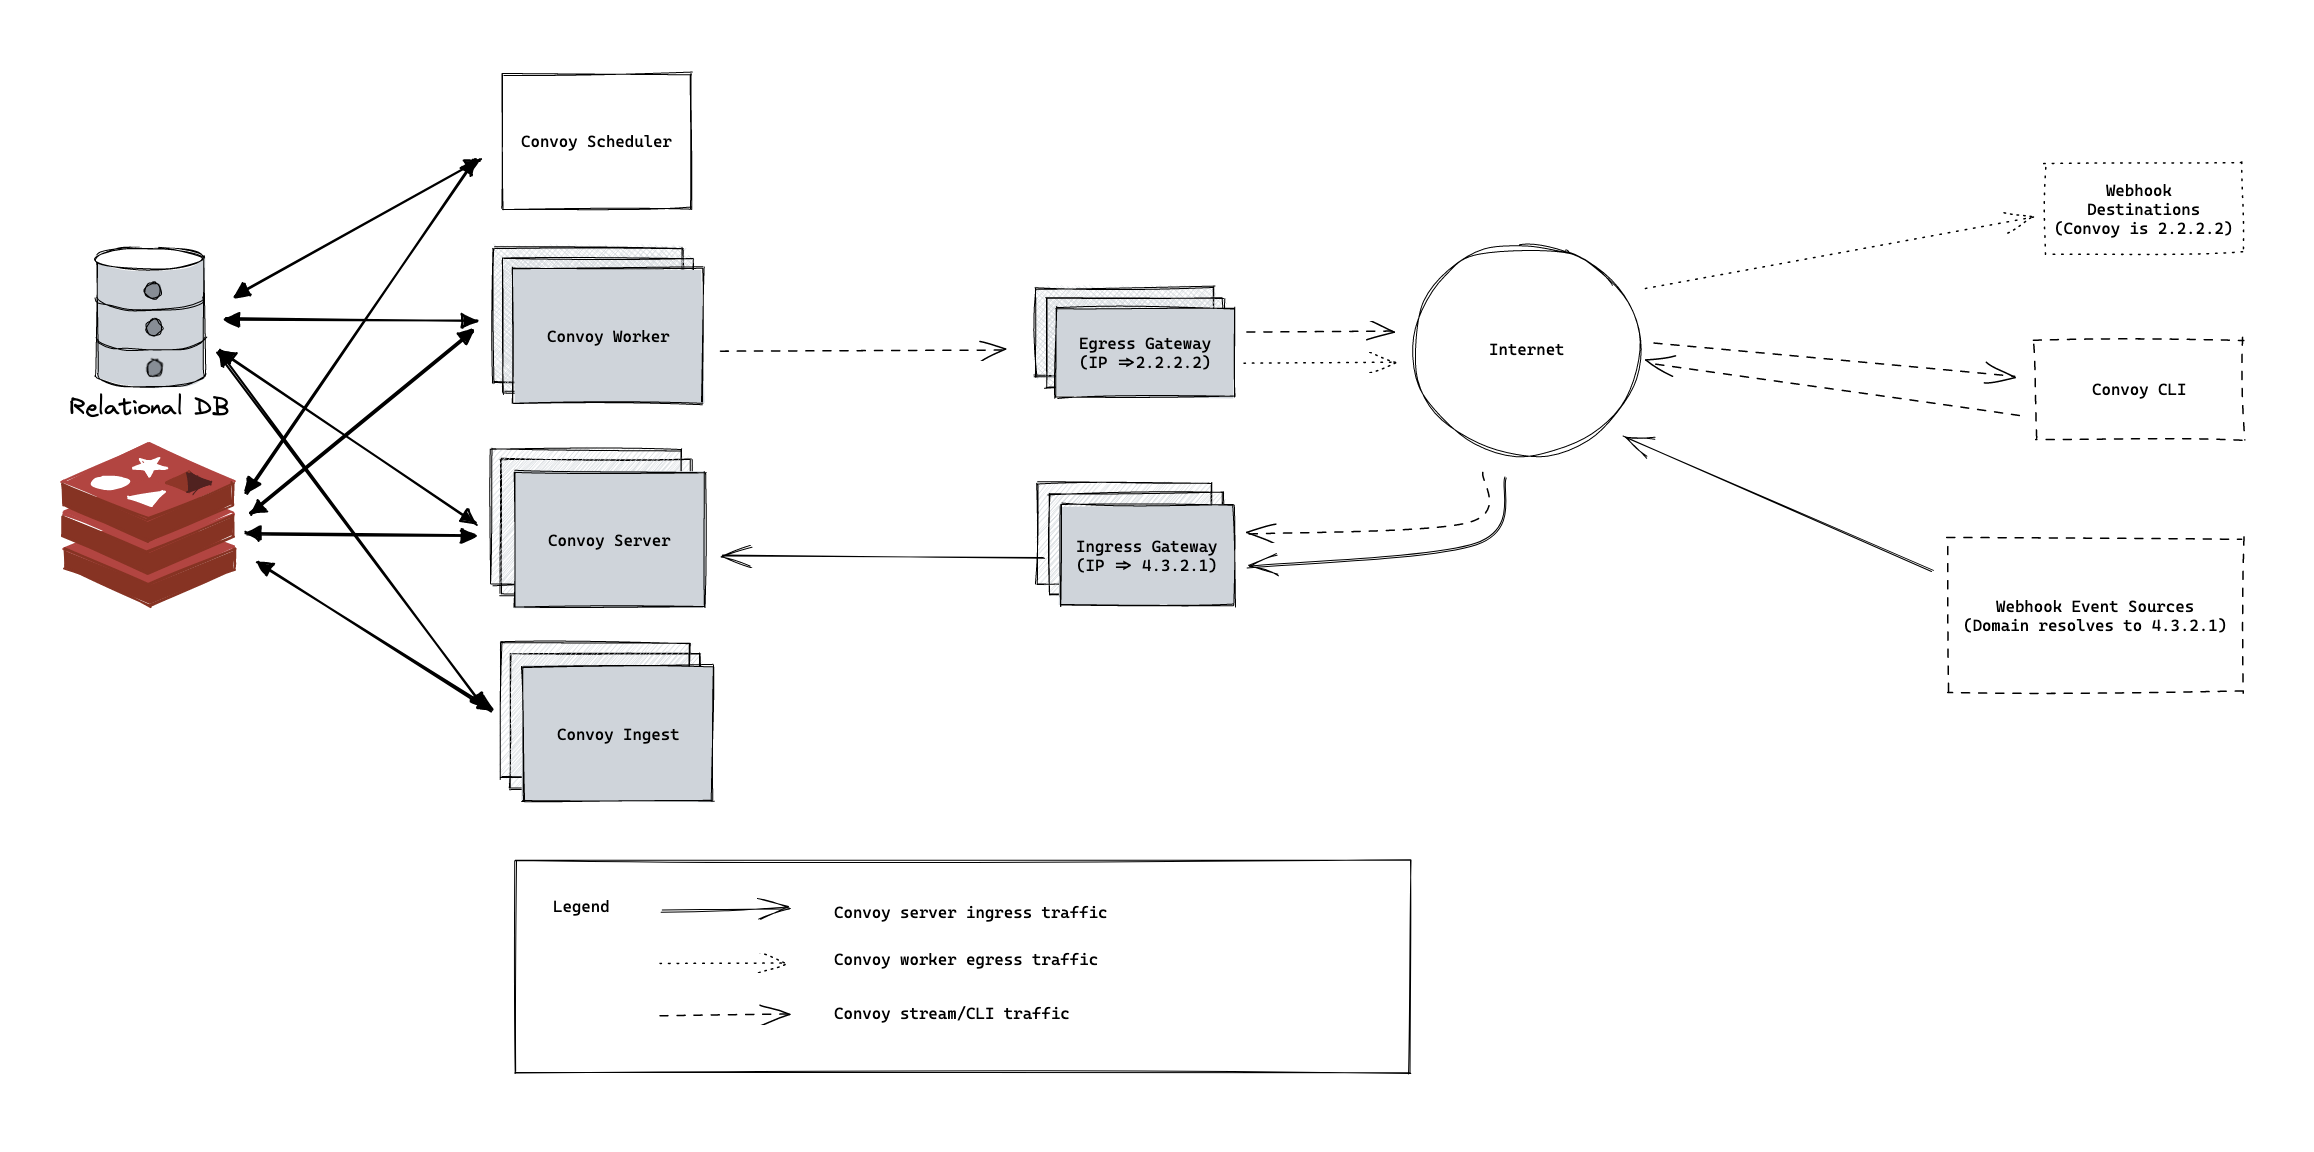 Convoy Scheduler
Convoy Worker
Relational DB
Convoy Server
Convoy Ingest
Egress Gateway
(IP ⇒2.2.2.2)
Ingress Gateway
(IP ⇒ 4.3.2.1)
Internet
Webhook
Destinations
(Convoy is 2.2.2.2)
Convoy CLI
Webhook Event Sources
(Domain resolves to 4.3.2.1)
Legend
Convoy server ingress traffic
Convoy worker egress traffic
Convoy stream/CLI traffic